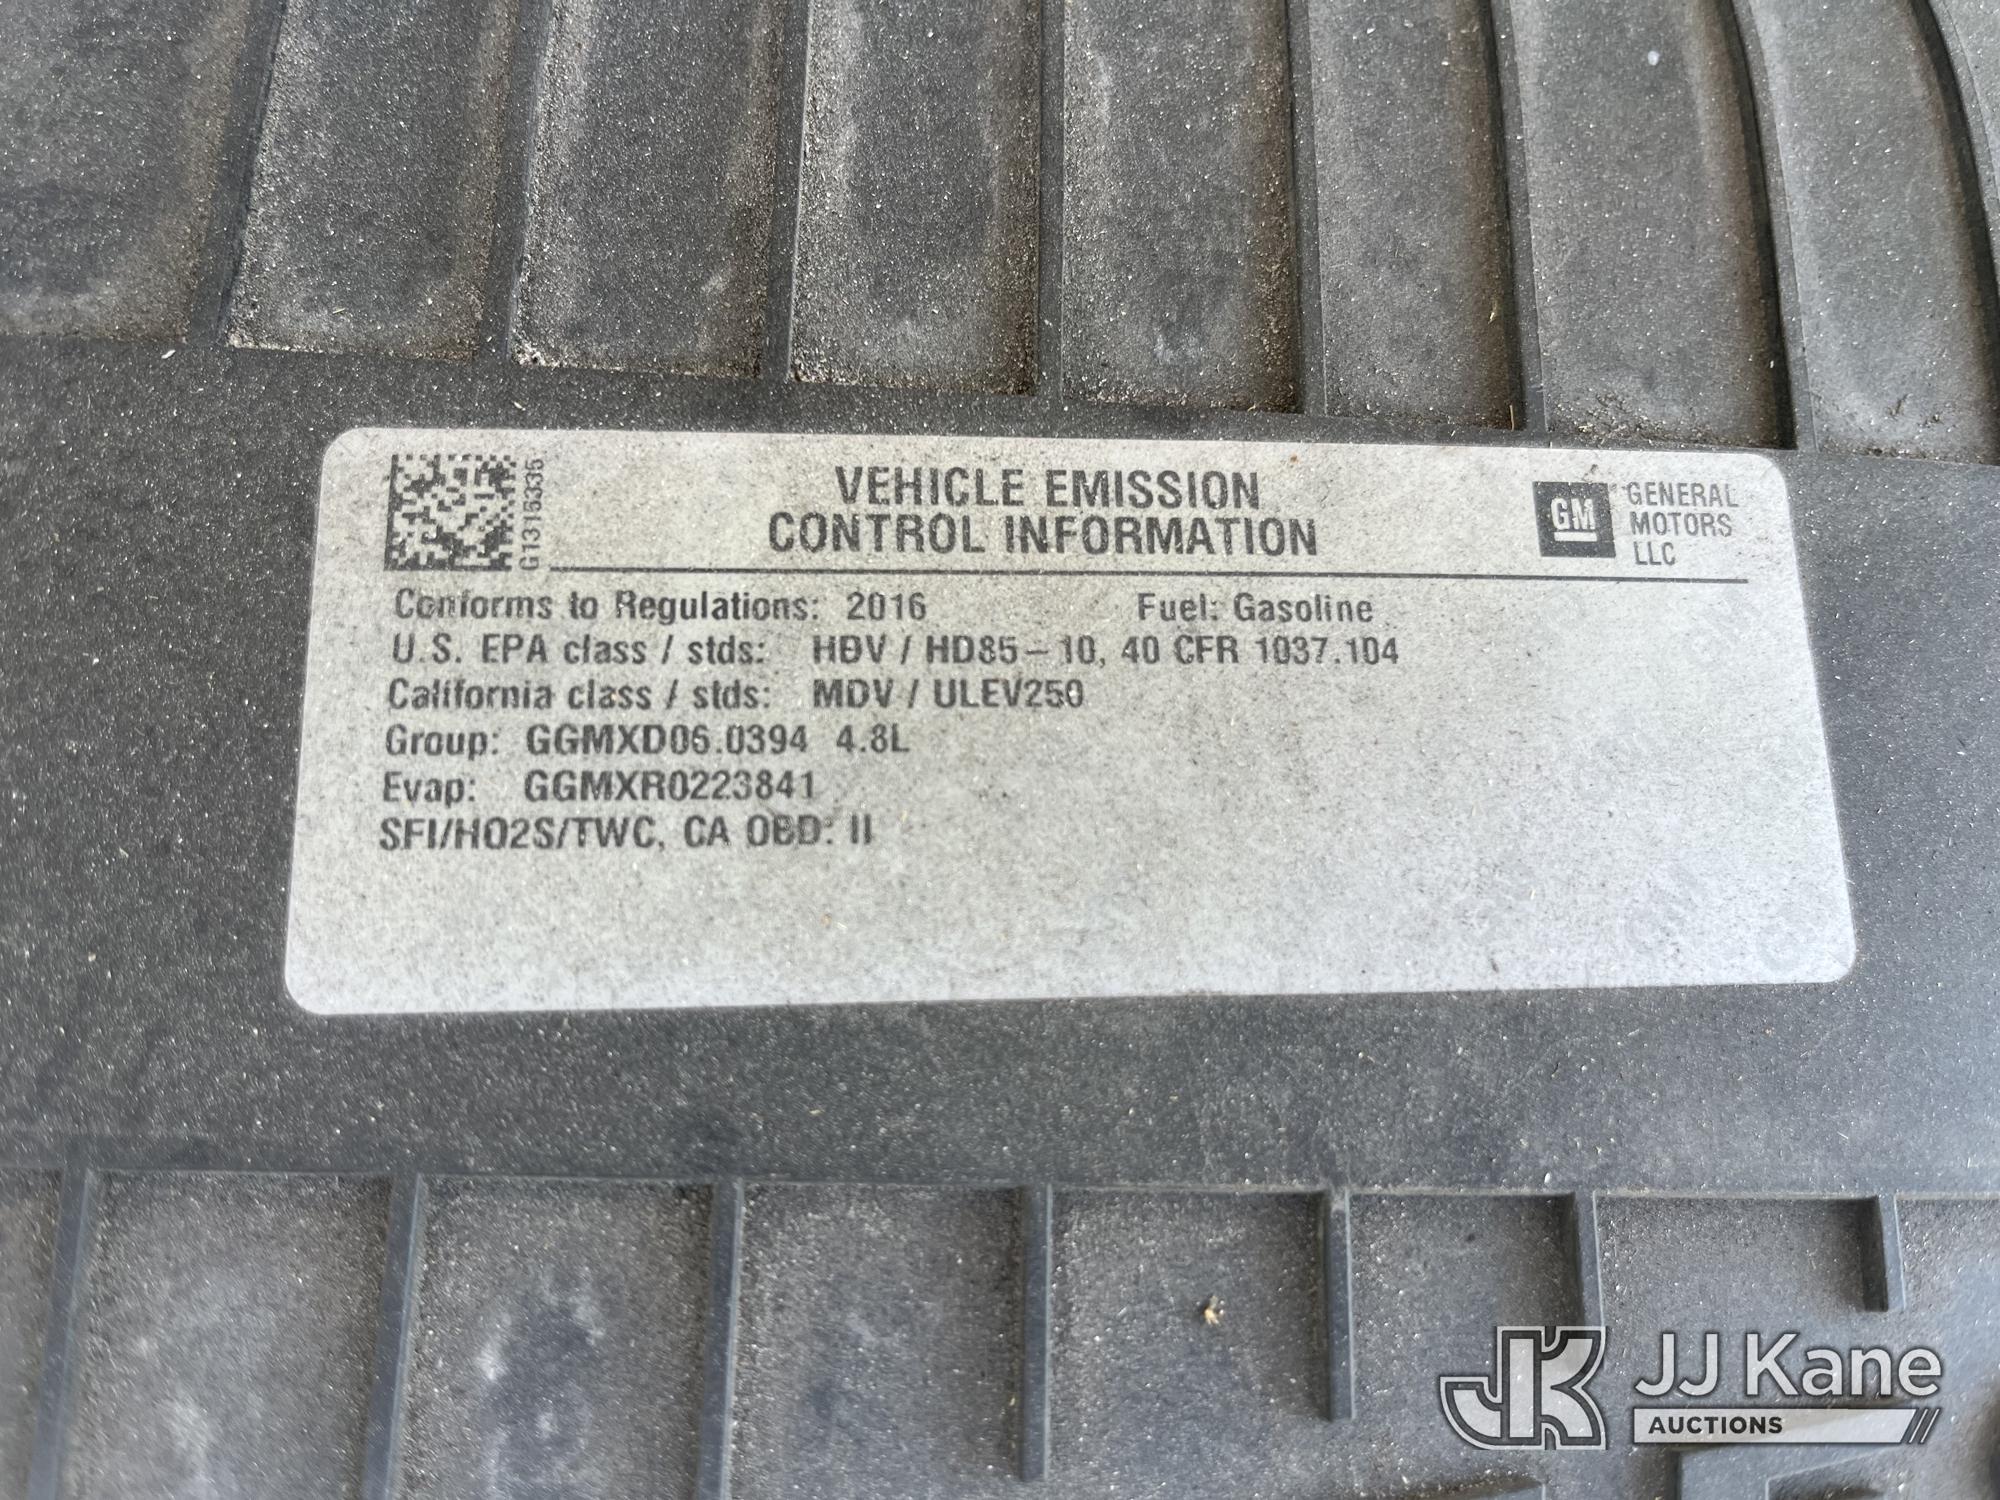 G1316335
VEHICLE EMISSION
CONTROL INFORMATION
GM
GENERAL
MOTORS
LLC
Conforms to Regulations: 2016 Fuel: Gasoline
U.S. EPA class / stds: HDV / HD85-10, 40 CFR 1037.104
California class / stds: MDV / ULEV250
Group: GGMXD06.0394 4.8L
Evap: GGMXR0223841
SFI/HO2S/TWC, CA OBD: II
JK
JJ Kane
AUCTIONS